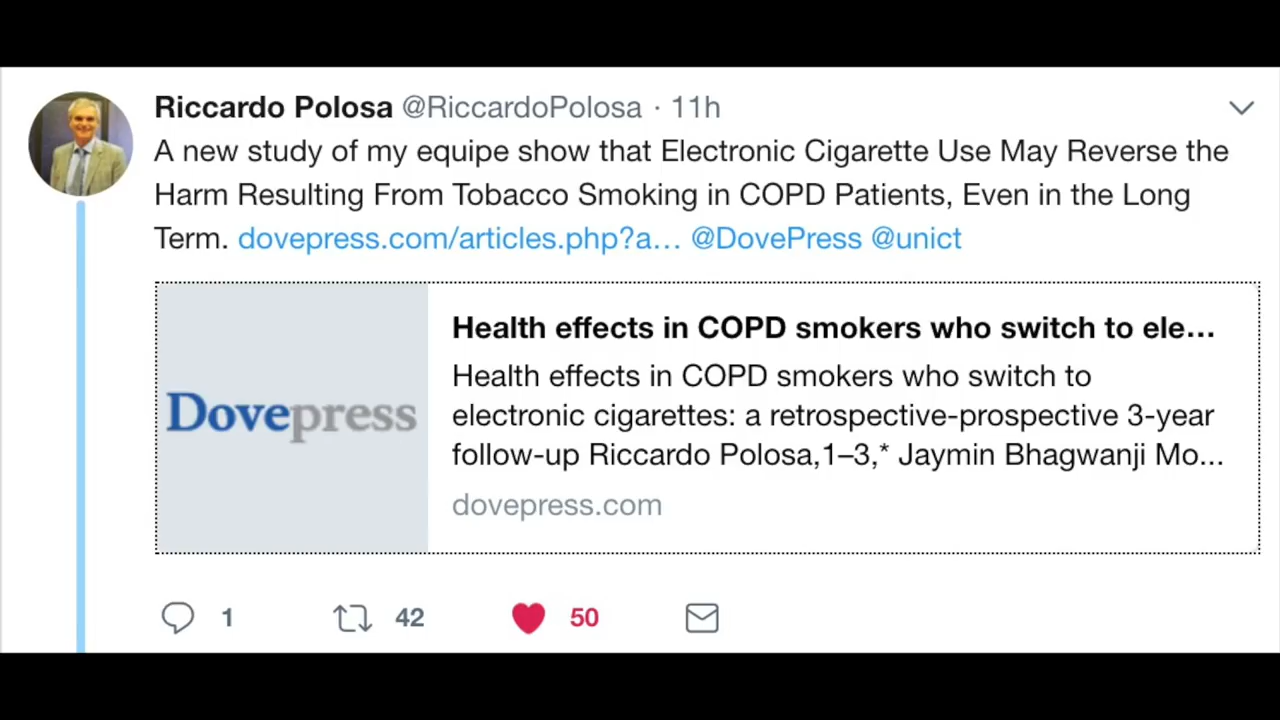 Riccardo Polosa @RiccardoPolosa · 11h
A new study of my equipe show that Electronic Cigarette Use May Reverse the
Harm Resulting From Tobacco Smoking in COPD Patients, Even in the Long
Term. dovepress.com/articles.php?a... @DovePress @unict
Dovepress
Health effects in COPD smokers who switch to ele...
Health effects in COPD smokers who switch to
electronic cigarettes: a retrospective-prospective 3-year
follow-up Riccardo Polosa,1–3,* Jaymin Bhagwanji Mo...
dovepress.com
1 42 50